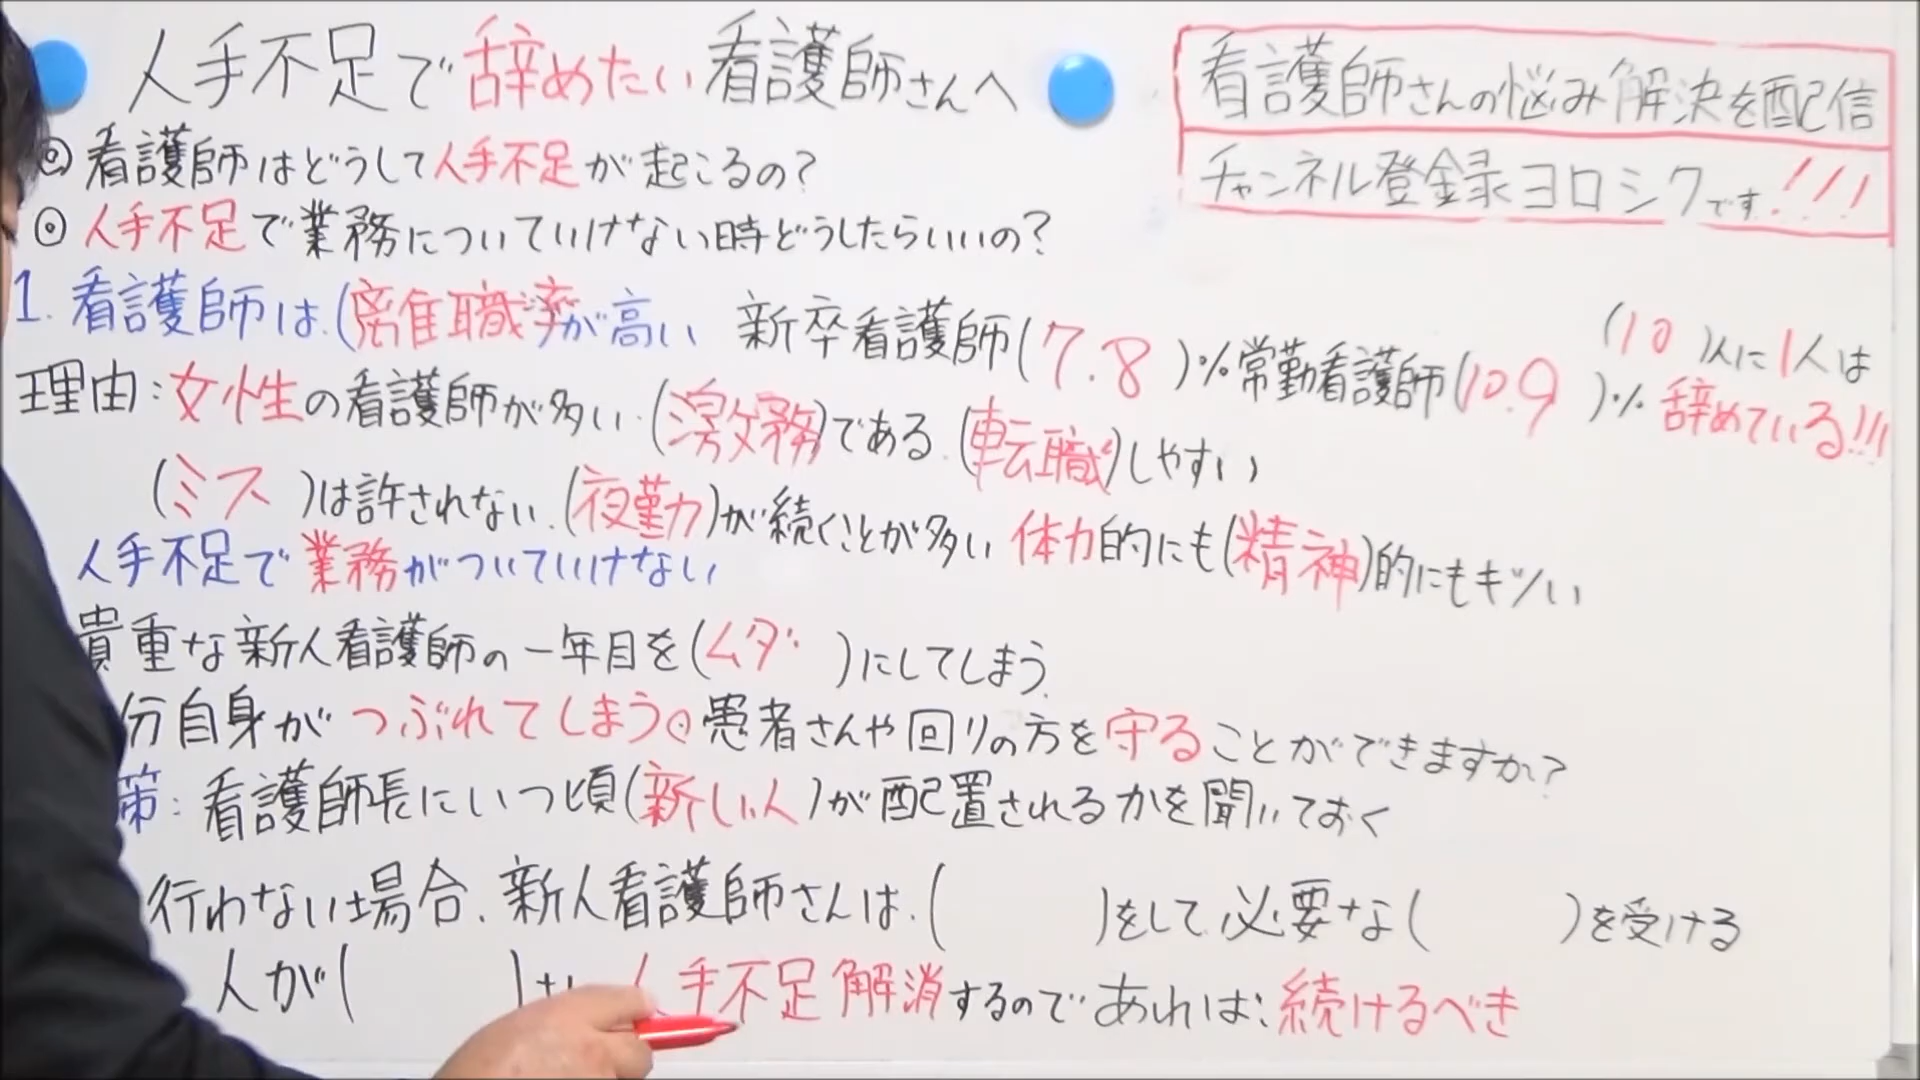 人手不足で辞めたい看護師さんへ
看護師さんの悩み解決を配信
チャンネル登録ヨロシクです!!!
◎看護師はどうして人手不足が起こるの?
◎人手不足で業務についていけない時どうしたらいいの?
1.看護師は.(離職率が高い 新卒看護師(7.8)%常勤看護師(10.9)% (10)人に1人は辞めている!!!
理由:女性の看護師が多い.(激務)である.(転職)しやすい
(ミス)は許されない.(夜勤)が続くことが多い 体力的にも(精神)的にもキツい
人手不足で業務がついていけない
貴重な新人看護師の一年目を(ムダ)にしてしまう.
分自身がつぶれてしまう。患者さんや回りの方を守ることができますか?
策:看護師長にいつ頃(新しい人)が配置されるかを聞いておく
行わない場合.新人看護師さんは.( )をして必要な( )を受ける
人が( ) 人手不足解消するのであれば:続けるべき